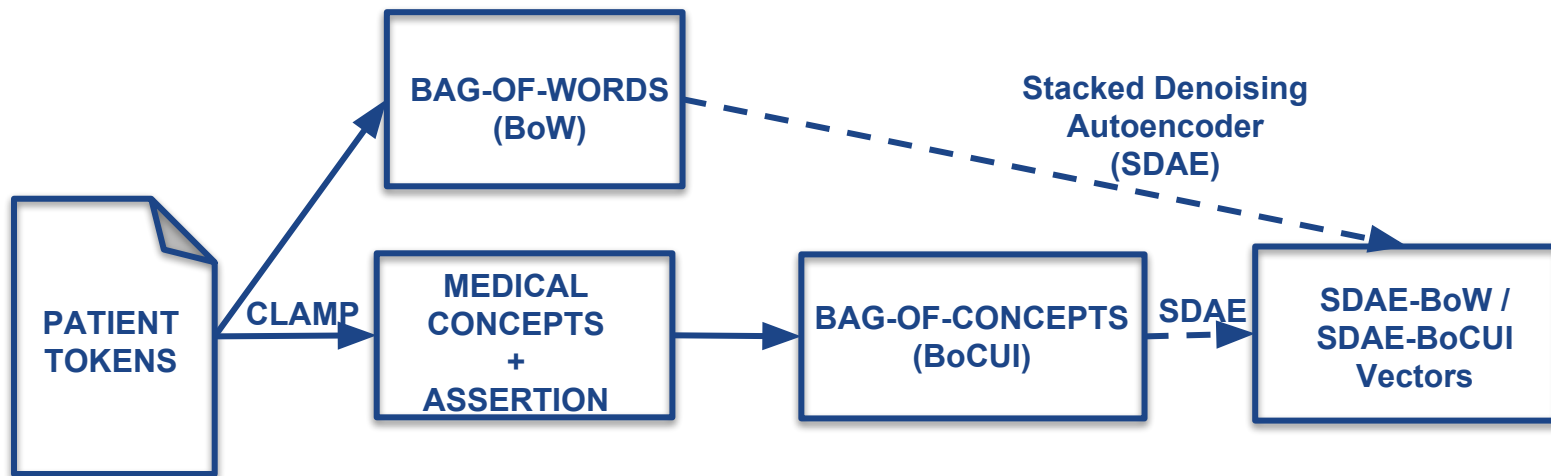 BAG-OF-WORDS
(BoW)
Stacked Denoising
Autoencoder
(SDAE)
PATIENT
TOKENS
CLAMP
MEDICAL
CONCEPTS
+
ASSERTION
BAG-OF-CONCEPTS
(BoCUI)
SDAE
SDAE-BoW /
SDAE-BoCUI
Vectors